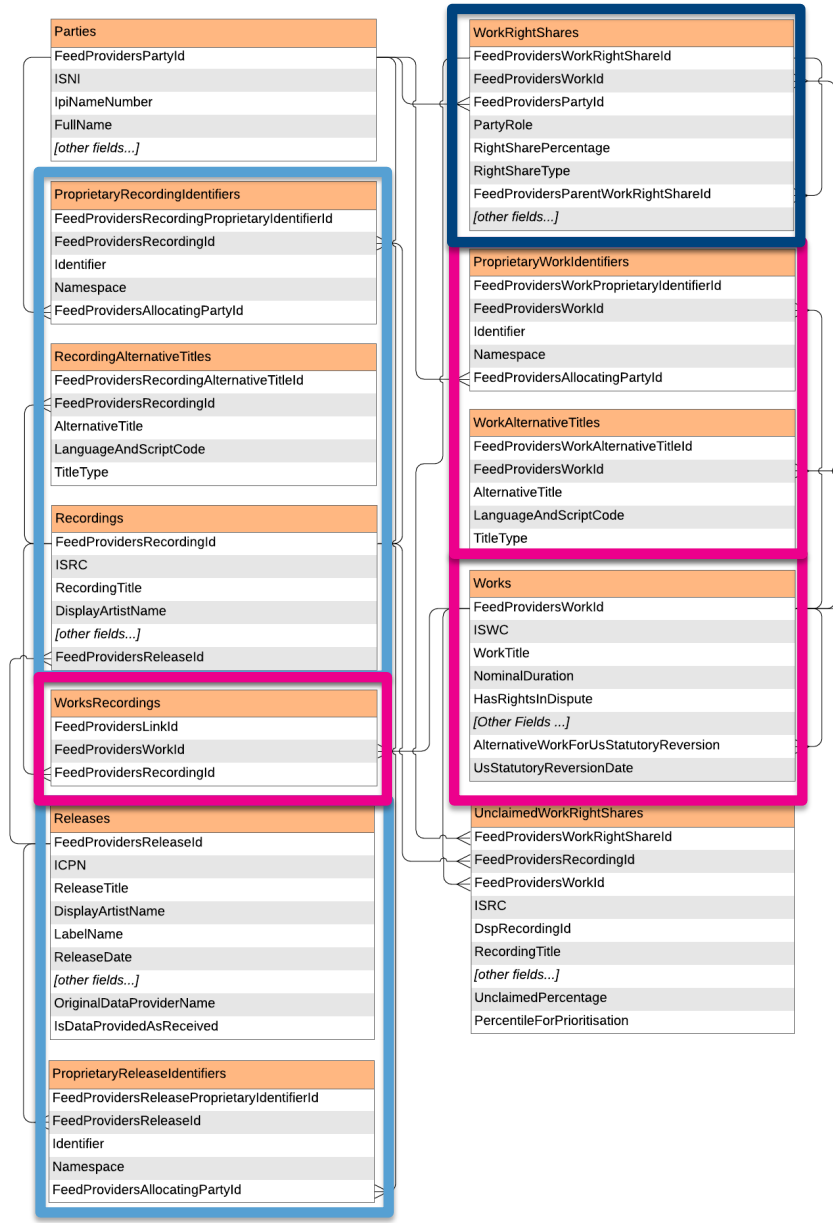 Parties
FeedProvidersPartyId
ISNI
IpiNameNumber
FullName
[other fields...]
ProprietaryRecordingIdentifiers
FeedProvidersRecordingProprietaryIdentifierId
FeedProvidersRecordingId
Identifier
Namespace
FeedProvidersAllocatingPartyId
RecordingAlternativeTitles
FeedProvidersRecordingAlternativeTitleId
FeedProvidersRecordingId
AlternativeTitle
LanguageAndScriptCode
TitleType
Recordings
FeedProvidersRecordingId
ISRC
RecordingTitle
DisplayArtistName
[other fields...]
FeedProvidersReleaseId
WorksRecordings
FeedProvidersLinkId
FeedProvidersWorkId
FeedProvidersRecordingId
Releases
FeedProvidersReleaseId
ICPN
ReleaseTitle
DisplayArtistName
LabelName
ReleaseDate
[other fields...]
OriginalDataProviderName
IsDataProvidedAsReceived
ProprietaryReleaseIdentifiers
FeedProvidersReleaseProprietaryIdentifierId
FeedProvidersReleaseId
Identifier
Namespace
FeedProvidersAllocatingPartyId
WorkRightShares
FeedProvidersWorkRightShareId
FeedProvidersWorkId
FeedProvidersPartyId
PartyRole
RightSharePercentage
RightShareType
FeedProvidersParentWorkRightShareId
[other fields...]
ProprietaryWorkIdentifiers
FeedProvidersWorkProprietaryIdentifierId
FeedProvidersWorkId
Identifier
Namespace
FeedProvidersAllocatingPartyId
WorkAlternativeTitles
FeedProvidersWorkAlternativeTitleId
FeedProvidersWorkId
AlternativeTitle
LanguageAndScriptCode
TitleType
Works
FeedProvidersWorkId
ISWC
WorkTitle
NominalDuration
HasRightsInDispute
[Other Fields ...]
AlternativeWorkForUsStatutoryReversion
UsStatutoryReversionDate
UnclaimedWorkRightShares
FeedProvidersWorkRightShareId
FeedProvidersRecordingId
FeedProvidersWorkId
ISRC
DspRecordingId
RecordingTitle
[other fields...]
UnclaimedPercentage
PercentileForPrioritisation